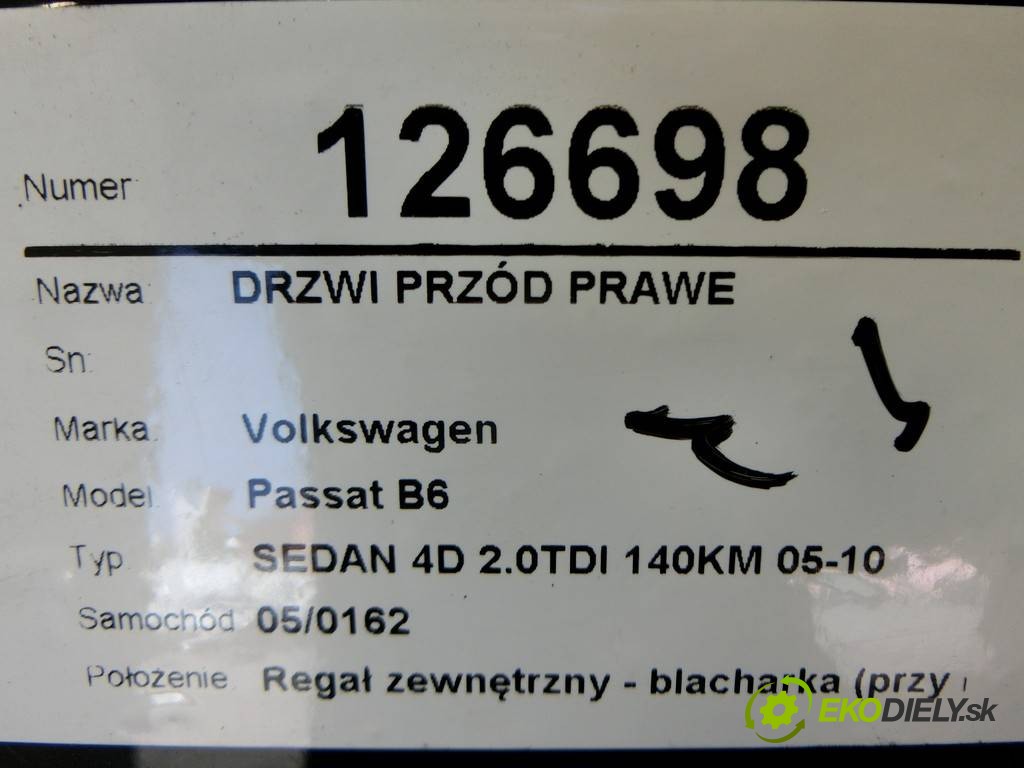 Numer: 126698
Nazwa: DRZWI PRZÓD PRAWE
Sn:
Marka: Volkswagen
Model: Passat B6
Typ SEDAN 4D 2.0TDI 140KM 05-10
Samochód 05/0162
Położenie Regał zewnętrzny - blacharka (przy
EKODIELY.sk